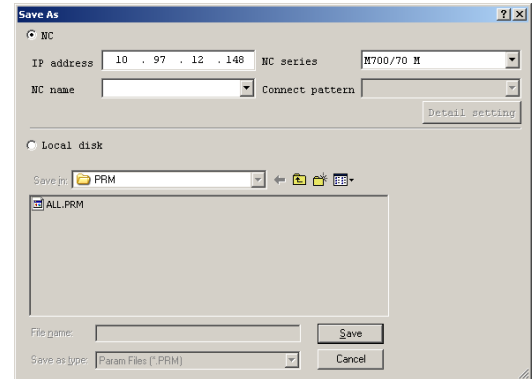 Save As
NC
IP address 10 . 97 . 12 . 148 NC series M700/70 M
NC name Connect pattern
Detail setting
Local disk
Save in: PRM
ALL.PRM
File name: Save
Save as type: Param Files (*.PRM) Cancel